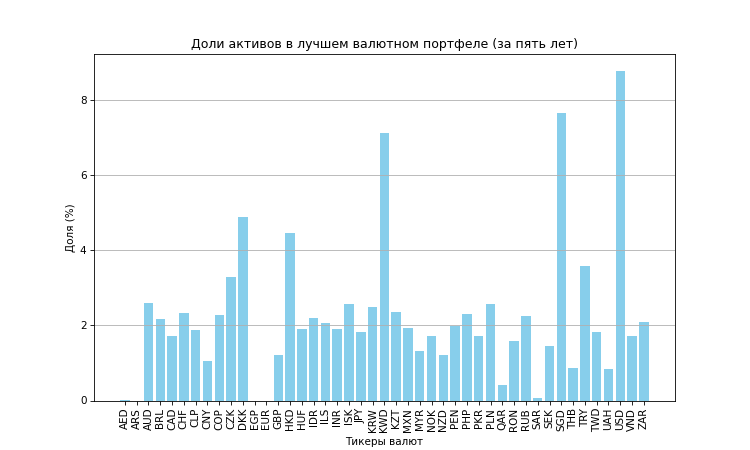 Доли активов в лучшем валютном портфеле (за пять лет)
Доля (%)
8
6
4
2
0
AED ARS AUD BRL CAD CHF CLP CNY COP CZK DKK EGP EUR GBP HKD HUF IDR ILS INR ISK JPY KRW KWD KZT MXN MYR NOK NZD PEN PHP PKR PLN QAR RON RUB SAR SEK SGD THB TRY TWD UAH USD VND ZAR
Тикеры валют